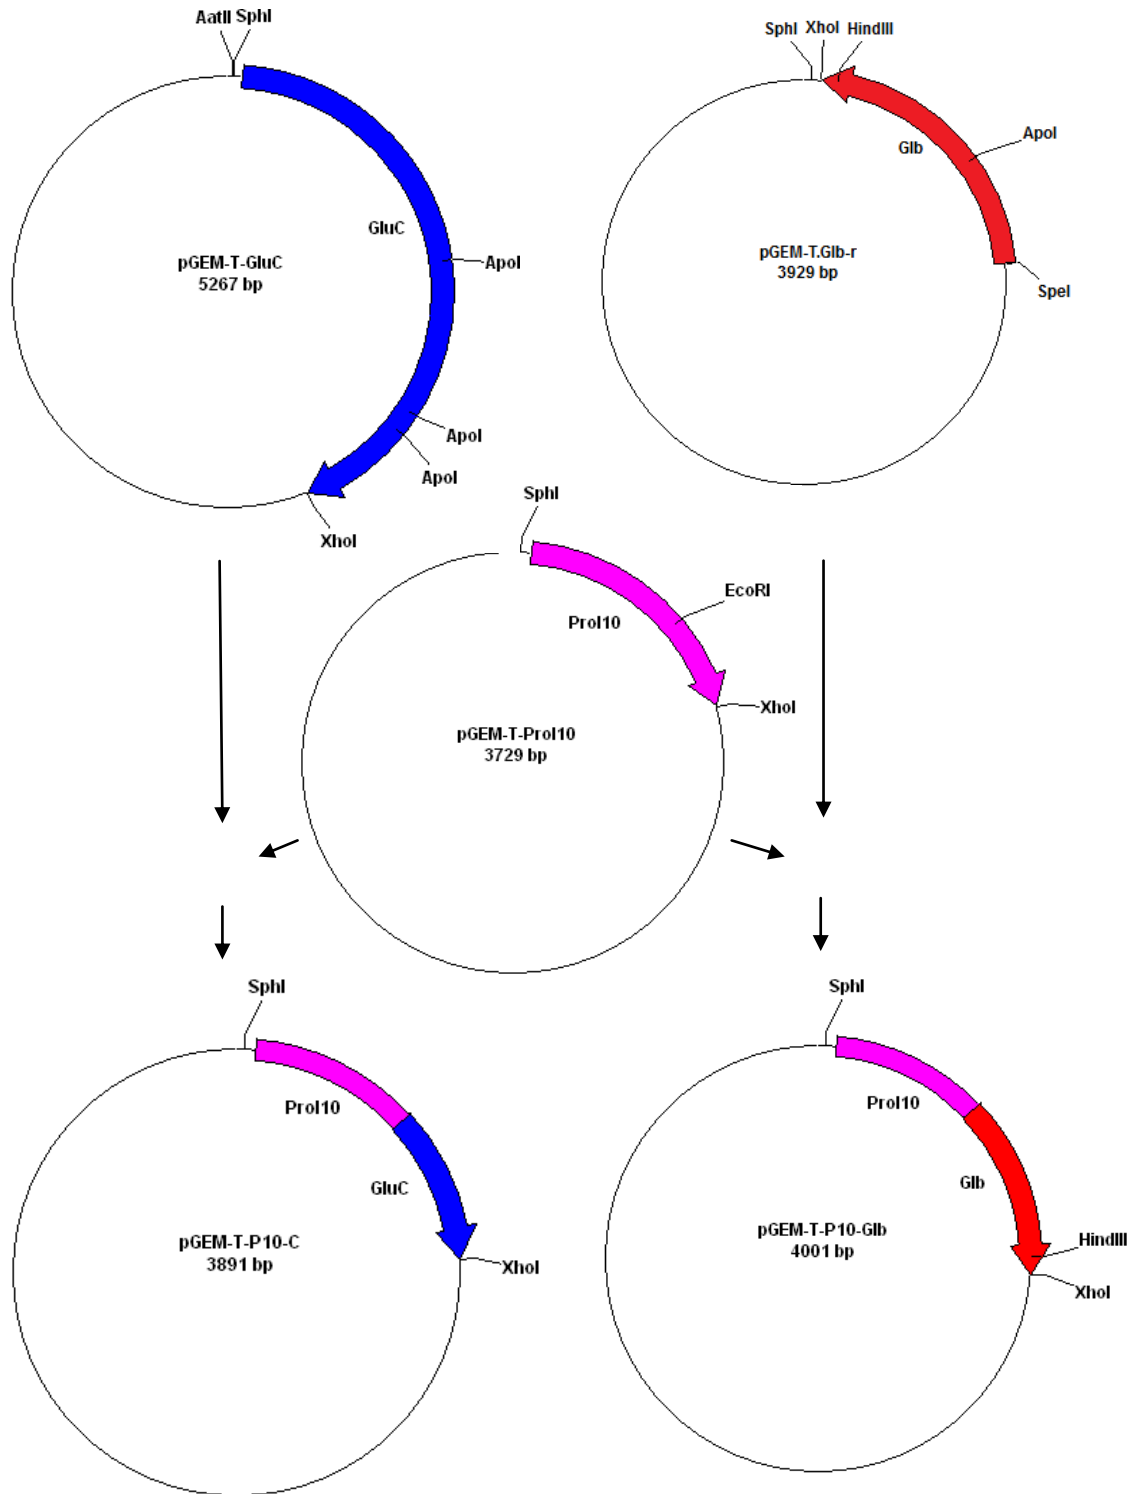 AatII SphI
GluC
pGEM-T-GluC
5267 bp
ApoI
ApoI
ApoI
XhoI
SphI XhoI HindIII
Glb
ApoI
pGEM-T.Glb-r
3929 bp
SpeI
SphI
EcoRI
Prol10
XhoI
pGEM-T-Prol10
3729 bp
SphI
Prol10
GluC
pGEM-T-P10-C
3891 bp
XhoI
SphI
Prol10
Glb
pGEM-T-P10-Glb
4001 bp
HindIII
XhoI